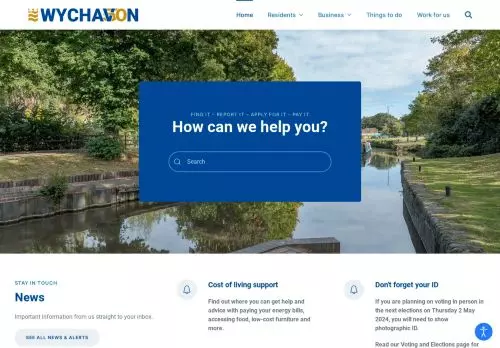 WYCHAVON
Home
Residents
Business
Things to do
Work for us
FIND IT – REPORT IT – APPLY FOR IT – PAY IT
How can we help you?
Search
STAY IN TOUCH
News
Important information from us straight to your inbox.
SEE ALL NEWS & ALERTS
Cost of living support
Find out where you can get help and
advice with paying your energy bills,
accessing food, low-cost furniture and
more.
Don't forget your ID
If you are planning on voting in person in
the next elections on Thursday 2 May
2024, you will need to show
photographic ID.
Read our Voting and Elections page for